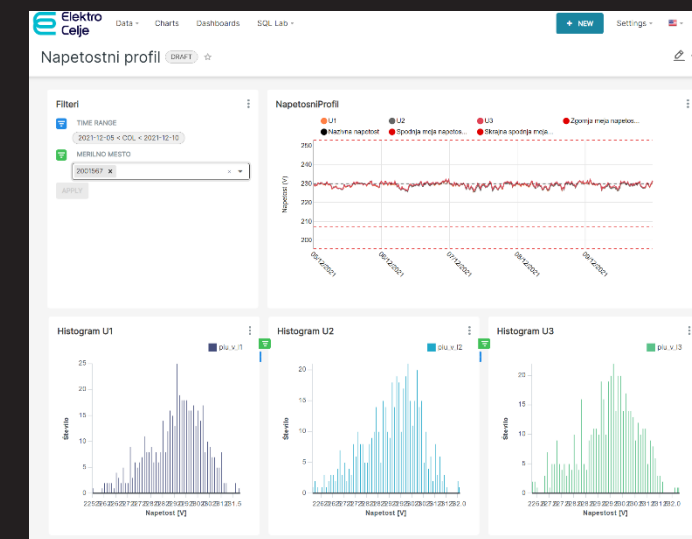 Elektro
Celje
Data
Charts
Dashboards
SQL Lab
+ NEW
Settings
Napetostni profil
DRAFT
Filteri
TIME RANGE
2021-12-05 < COL < 2021-12-10
MERILNO MESTO
2001567 ×
APPLY
NapetosniProfil
U1
U2
U3
Zgornja meja napetos...
Nazivna napetost
Spodnja meja napetos...
Skrajna spodnja meja...
Napetost [V]
240
230
220
210
200
05/12/2021
06/12/2021
07/12/2021
08/12/2021
09/12/2021
Histogram U1
plu_v_l1
Število
25
20
15
10
5
0
Napetost [V]
Histogram U2
plu_v_l2
Število
20
15
10
5
0
Napetost [V]
Histogram U3
plu_v_l3
Število
20
15
10
5
0
Napestost [V]